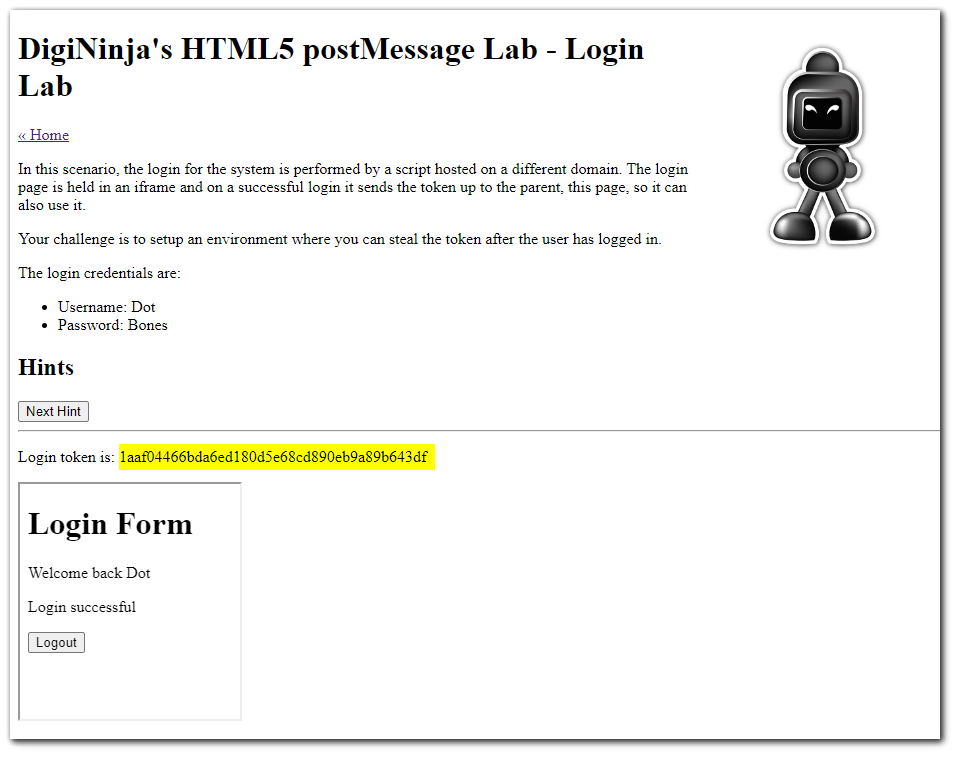 DigiNinja's HTML5 postMessage Lab - Login
Lab
« Home
In this scenario, the login for the system is performed by a script hosted on a different domain. The login
page is held in an iframe and on a successful login it sends the token up to the parent, this page, so it can
also use it.
Your challenge is to setup an environment where you can steal the token after the user has logged in.
The login credentials are:
• Username: Dot
• Password: Bones
Hints
Next Hint
Login token is: 1aaf04466bda6ed180d5e68cd890eb9a89b643df
Login Form
Welcome back Dot
Login successful
Logout